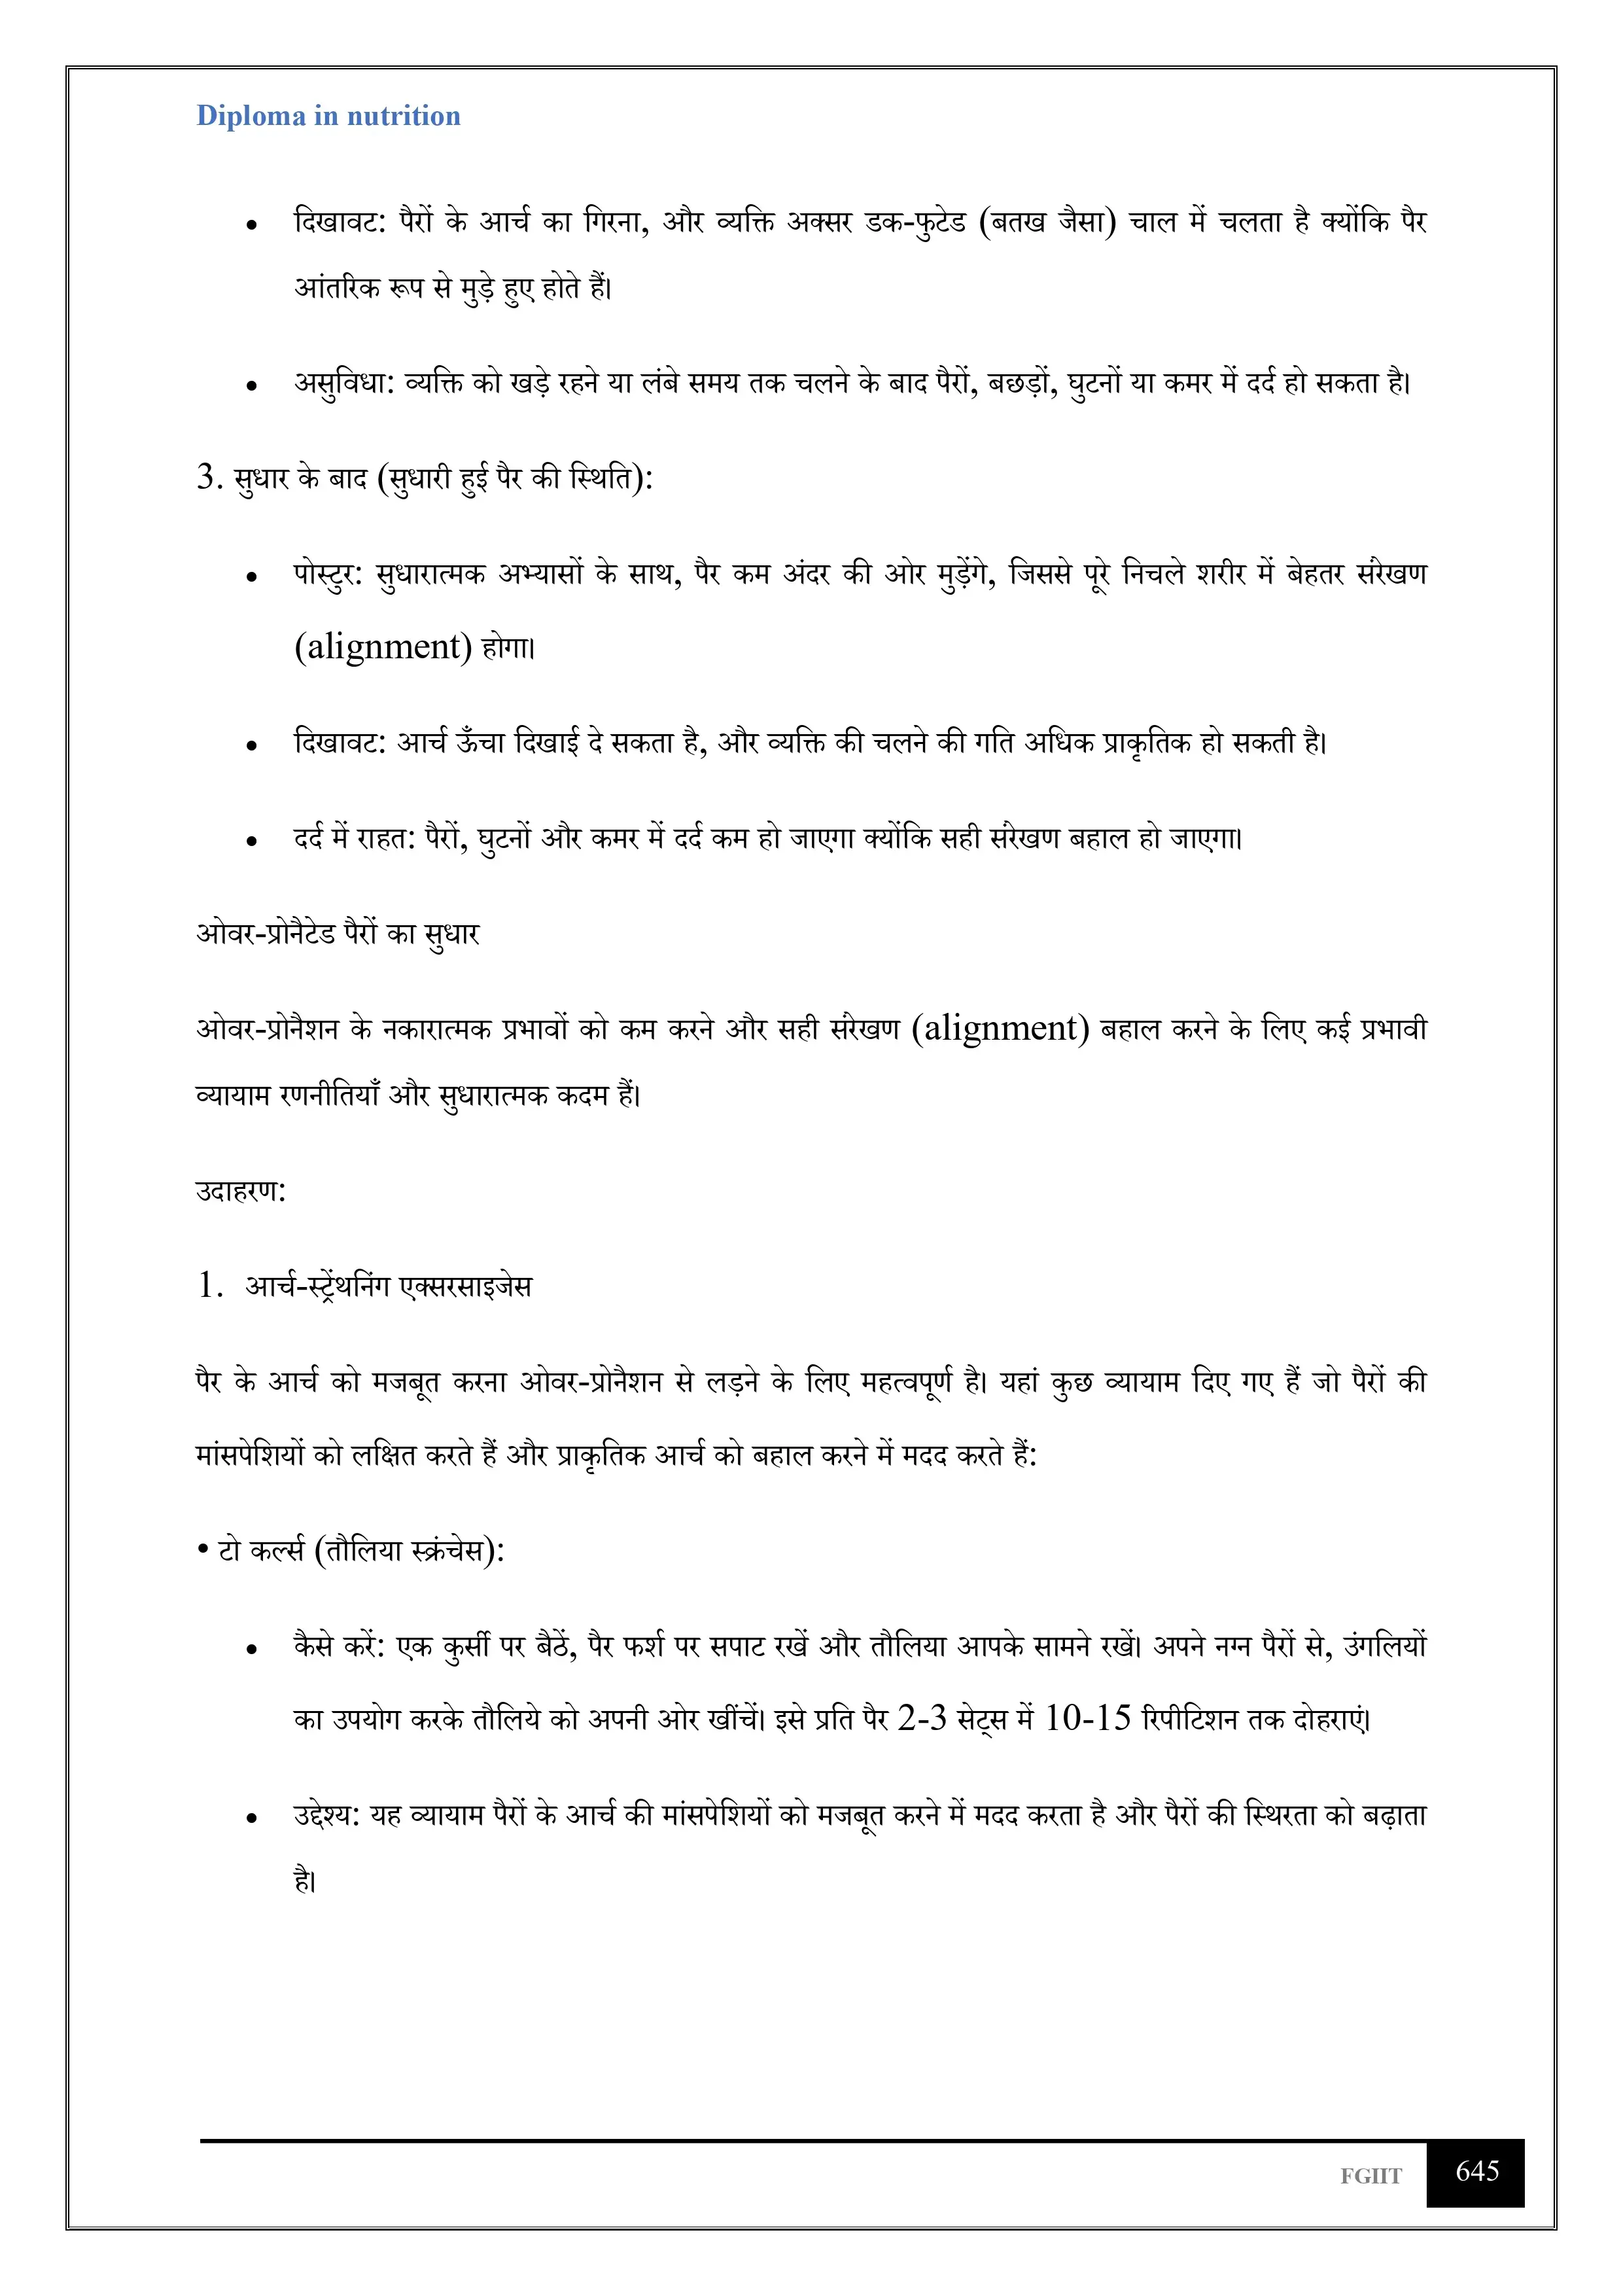 Diploma in nutrition
• दिखावट: पैरों के आर्च का गिरना, और व्यक्ति अक्सर डक-फुटेड (बतख जैसा) चाल में चलता है क्योंकि पैर
आंतरिक रूप से मुड़े हुए होते हैं।
• असुविधा: व्यक्ति को खड़े रहने या लंबे समय तक चलने के बाद पैरों, बछड़ों, घुटनों या कमर में दर्द हो सकता है।
3. सुधार के बाद (सुधारी हुई पैर की स्थिति):
• पोस्टुर: सुधारात्मक अभ्यासों के साथ, पैर कम अंदर की ओर मुड़ेंगे, जिससे पूरे निचले शरीर में बेहतर संरेखण
(alignment) होगा।
• दिखावट: आर्च ऊँचा दिखाई दे सकता है, और व्यक्ति की चलने की गति अधिक प्राकृतिक हो सकती है।
• दर्द में राहत: पैरों, घुटनों और कमर में दर्द कम हो जाएगा क्योंकि सही संरेखण बहाल हो जाएगा।
ओवर-प्रोनैटेड पैरों का सुधार
ओवर-प्रोनैशन के नकारात्मक प्रभावों को कम करने और सही संरेखण (alignment) बहाल करने के लिए कई प्रभावी
व्यायाम रणनीतियाँ और सुधारात्मक कदम हैं।
उदाहरण:
1. आर्च-स्ट्रेंथनिंग एक्सरसाइजेस
पैर के आर्च को मजबूत करना ओवर-प्रोनैशन से लड़ने के लिए महत्वपूर्ण है। यहां कुछ व्यायाम दिए गए हैं जो पैरों की
मांसपेशियों को लक्षित करते हैं और प्राकृतिक आर्च को बहाल करने में मदद करते हैं:
• टो कर्ल्स (तौलिया स्क्रंचेस):
• कैसे करें: एक कुर्सी पर बैठें, पैर फर्श पर सपाट रखें और तौलिया आपके सामने रखें। अपने नग्न पैरों से, उंगलियों
का उपयोग करके तौलिये को अपनी ओर खींचें। इसे प्रति पैर 2-3 सेट्स में 10-15 रिपीटिशन तक दोहराएं।
• उद्देश्य: यह व्यायाम पैरों के आर्च की मांसपेशियों को मजबूत करने में मदद करता है और पैरों की स्थिरता को बढ़ाता
है।
FGIIT 645